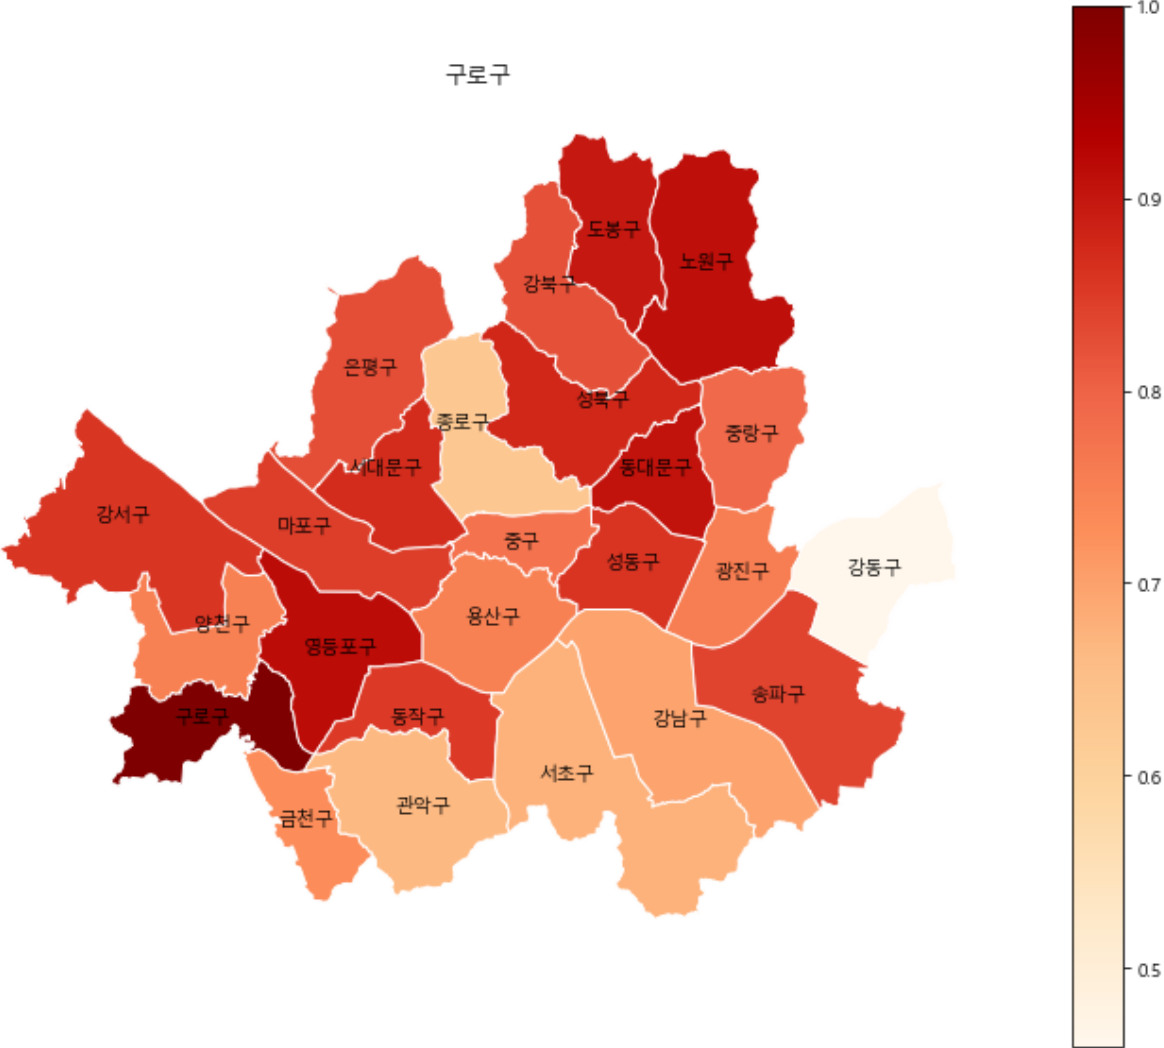 구로구
1.0
0.9
0.8
0.7
0.6
0.5
도봉구
노원구
강북구
은평구
성북구
종로구
중랑구
서대문구
동대문구
강서구
마포구
중구
성동구
광진구
강동구
양천구
용산구
영등포구
송파구
구로구
동작구
강남구
서초구
관악구
금천구